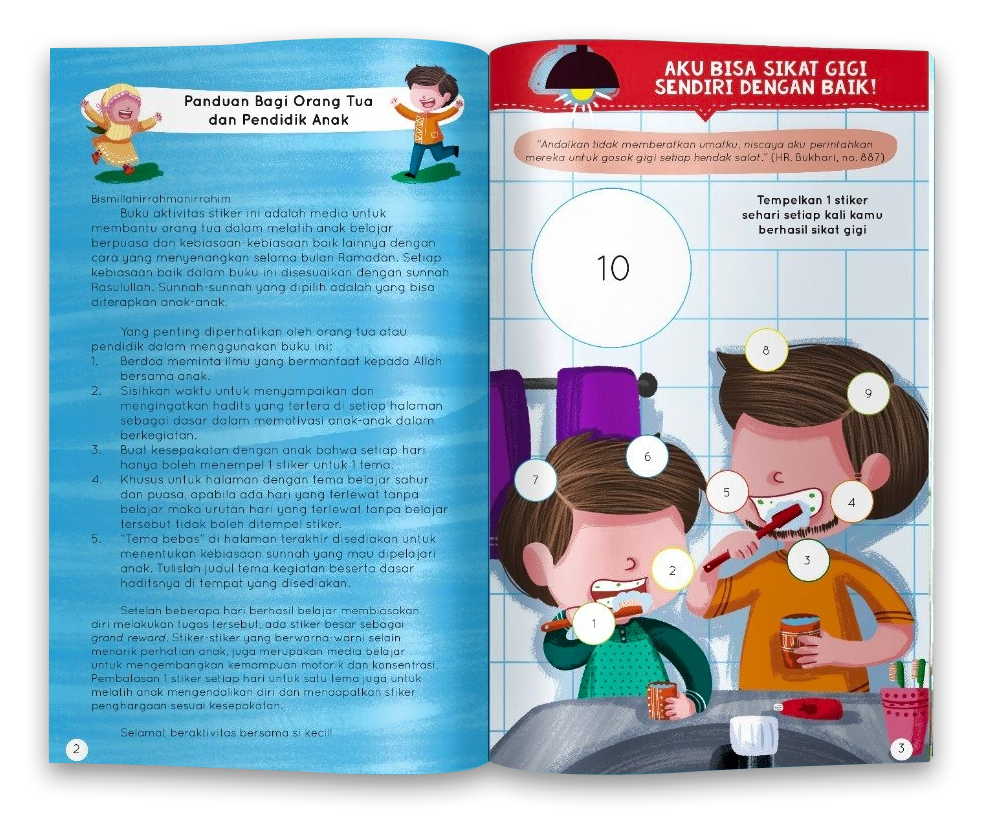 Panduan Bagi Orang Tua
dan Pendidik Anak
Bismillahirrahmanirrahim
Buku aktivitas stiker ini adalah media untuk
membantu orang tua dalam melatih anak belajar
berpuasa dan kebiasaan-kebiasaan baik lainnya dengan
cara yang menyenangkan selama bulan Ramadan. Setiap
kebiasaan baik dalam buku ini disesuaikan dengan sunnah
Rasulullah. Sunnah-sunnah yang dipilih adalah yang bisa
diterapkan anak-anak.
Yang penting diperhatikan oleh orang tua atau
pendidik dalam menggunakan buku ini:
1. Berdoa meminta ilmu yang bermanfaat kepada Allah
bersama anak.
2. Sisihkan waktu untuk menyampaikan dan
mengingatkan hadits yang tertera di setiap halaman
sebagai dasar dalam memotivasi anak-anak dalam
berkegiatan.
3. Buat kesepakatan dengan anak bahwa setiap hari
hanya boleh menempel 1 stiker untuk 1 tema.
4. Khusus untuk halaman dengan tema belajar sahur
dan puasa, apabila ada hari yang terlewat tanpa
belajar maka urutan hari yang terlewat tanpa belajar
tersebut tidak boleh ditempel stiker.
5. "Tema bebas" di halaman terakhir disediakan untuk
menentukan kebiasaan sunnah yang mau dipelajari
anak. Tulislah judul tema kegiatan beserta dasar
haditsnya di tempat yang disediakan.
Setelah beberapa hari berhasil belajar membiasakan
diri melakukan tugas tersebut, ada stiker besar sebagai
grand reward. Stiker-stiker yang berwarna-warni selain
menarik perhatian anak, juga merupakan media belajar
untuk mengembangkan kemampuan motorik dan konsentrasi.
Pembatasan 1 stiker setiap hari untuk satu tema juga untuk
melatih anak mengendalikan diri dan mendapatkan stiker
penghargaan sesuai kesepakatan.
Selamat beraktivitas bersama si kecil!
2
AKU BISA SIKAT GIGI
SENDIRI DENGAN BAIK!
"Andaikan tidak memberatkan umatku, niscaya aku perintahkan
mereka untuk gosok gigi setiap hendak salat." (HR. Bukhari, no. 887)
Tempelkan 1 stiker
sehari setiap kali kamu
berhasil sikat gigi
10
8
9
6
7
5
4
3
2
1
3